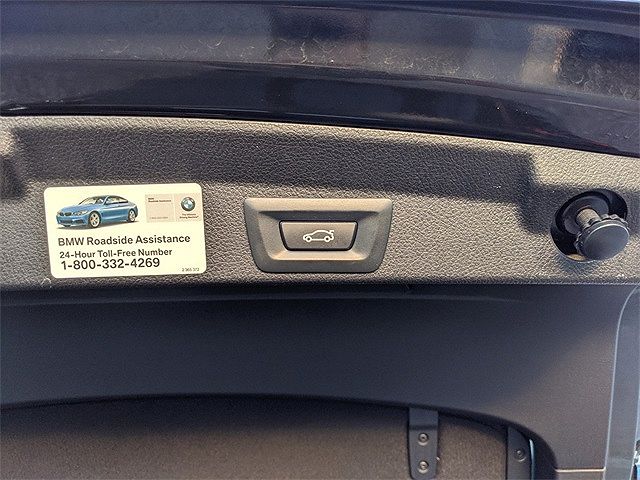 BMW Roadside Assistance
24-Hour Toll-Free Number
1-800-332-4269